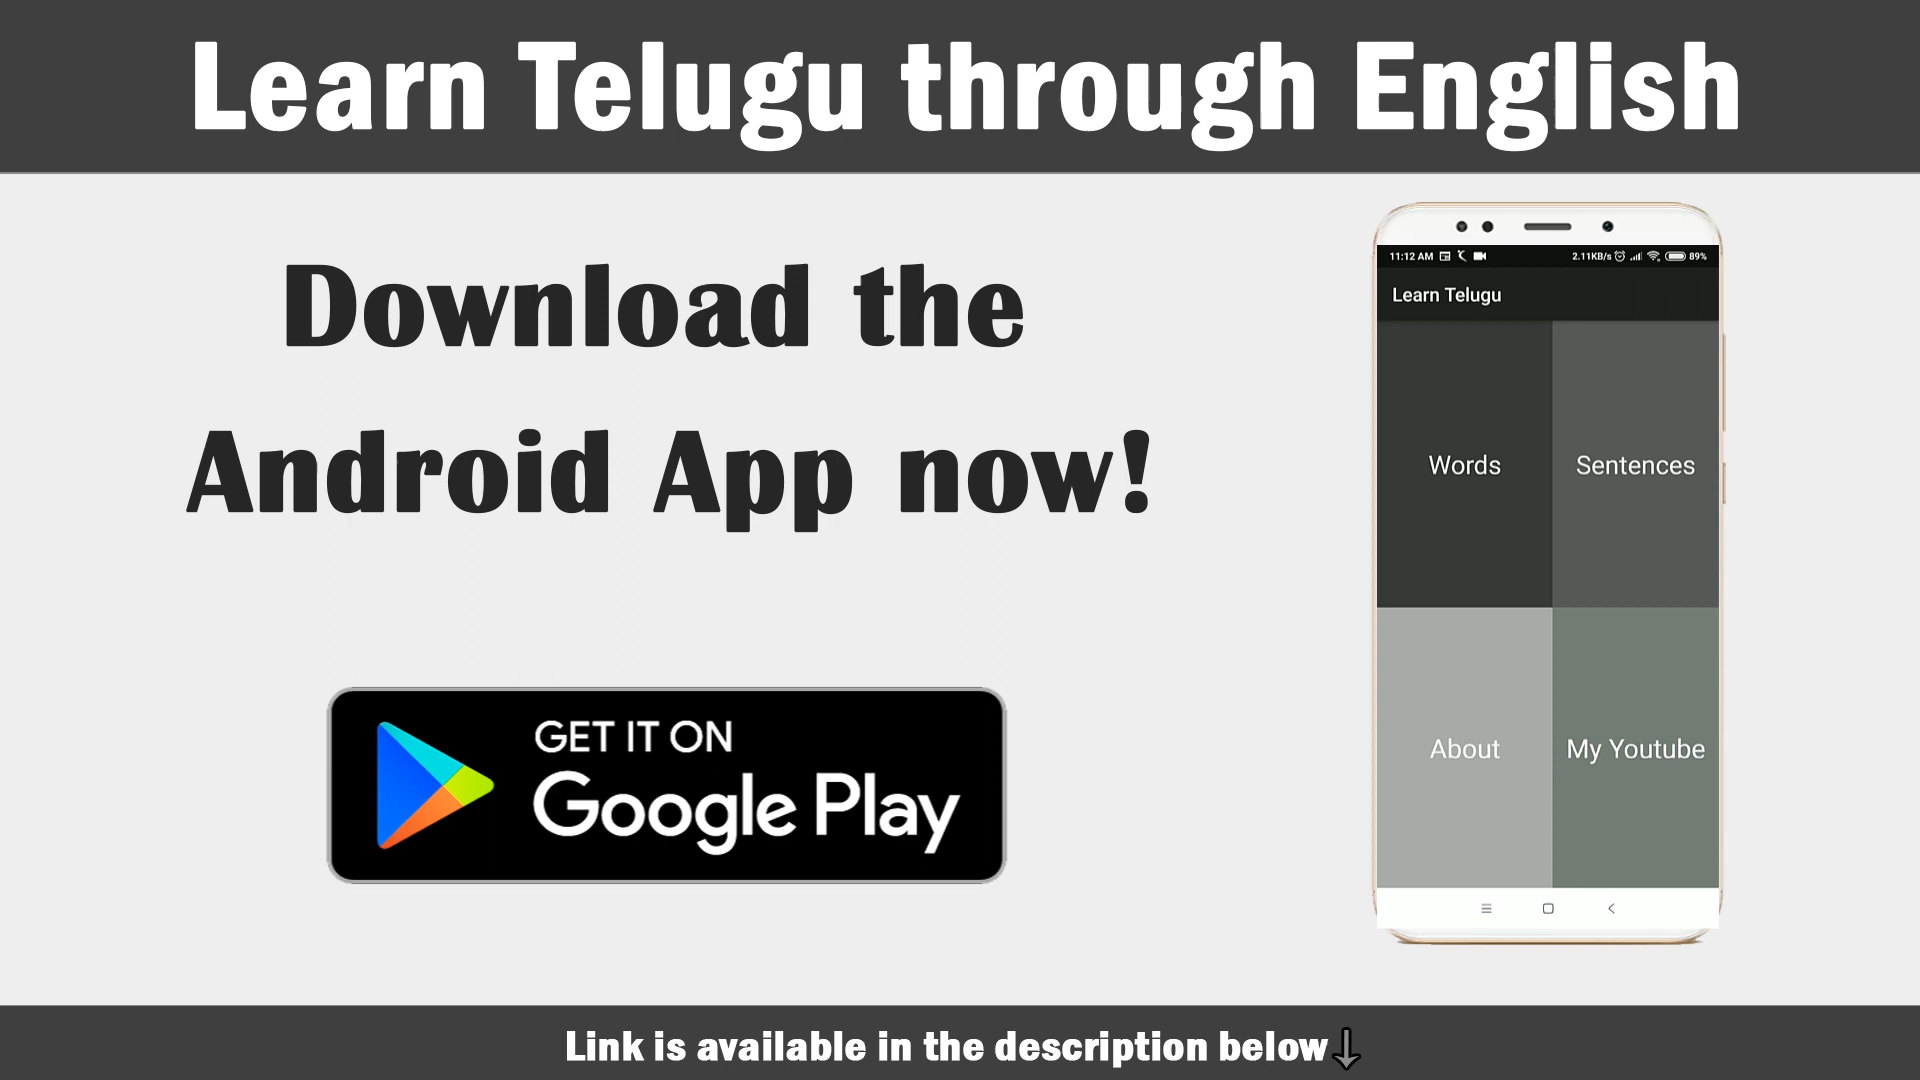 Learn Telugu through English
Download the
Android App now!
GET IT ON
Google Play
11:12 AM 2.11KB/s 89%
Learn Telugu
Words Sentences
About My Youtube
Link is available in the description below